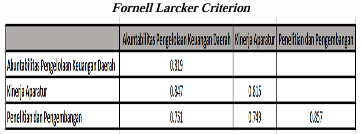 Fornell Larcker Criterion
Akuntabilitas Pengelolaan Keuangan Daerah Kinerja Aparatur Penelitian dan Pengembangan
Akuntabilitas Pengelolaan Keuangan Daerah 0.819
Kinerja Aparatur 0.847 0.815
Penelitian dan Pengembangan 0.751 0.749 0.857